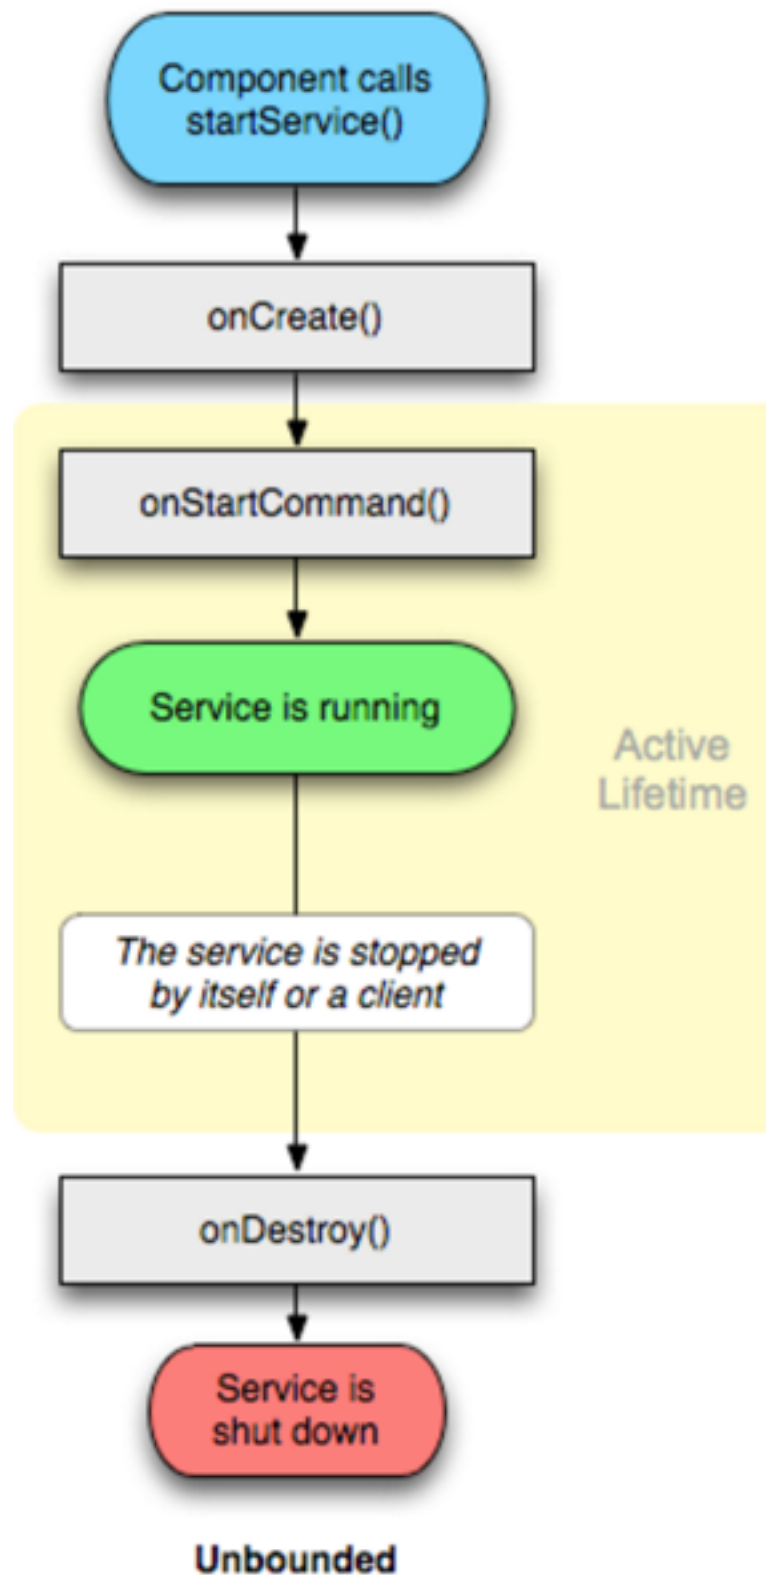 Component calls
startService()
onCreate()
onStartCommand()
Service is running
Active
Lifetime
The service is stopped
by itself or a client
onDestroy()
Service is
shut down
Unbounded